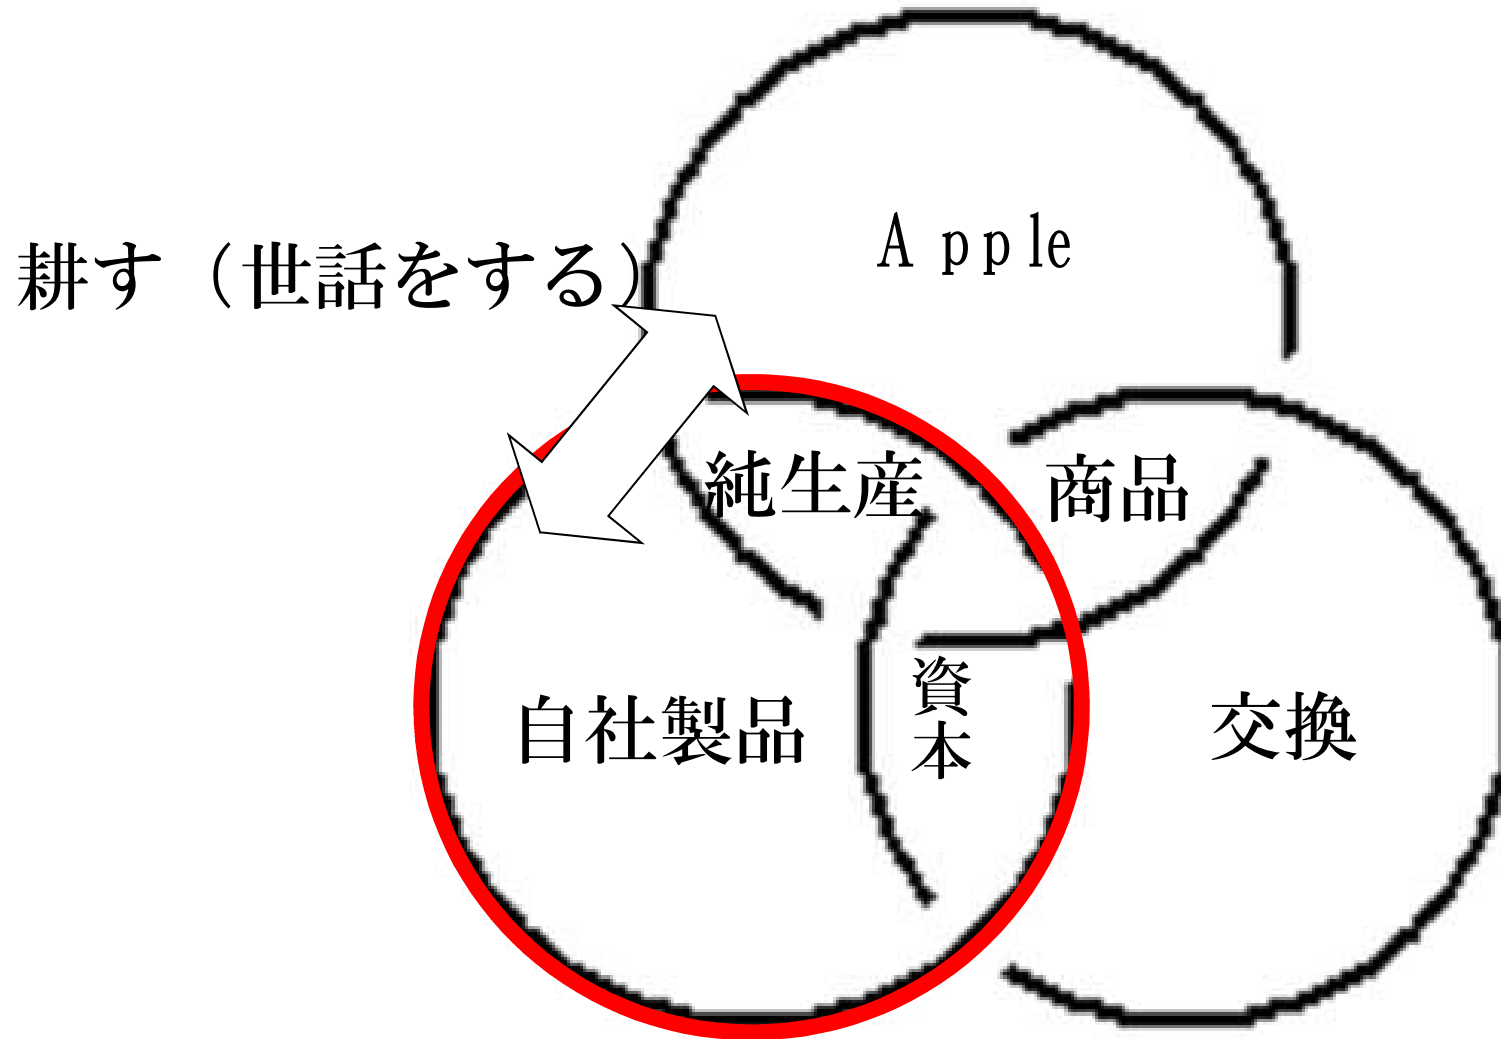 Apple
耕す（世話をする）
純生産
商品
自社製品
資本
交換